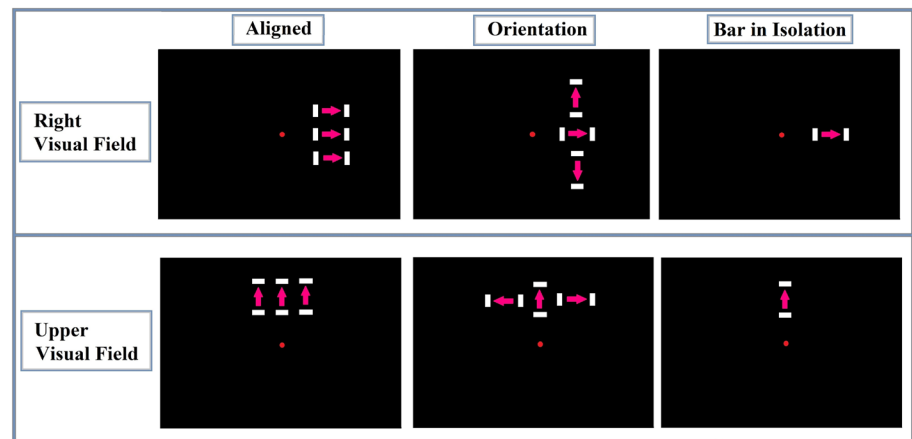 Aligned
Orientation
Bar in Isolation
Right
Visual Field
Upper
Visual Field